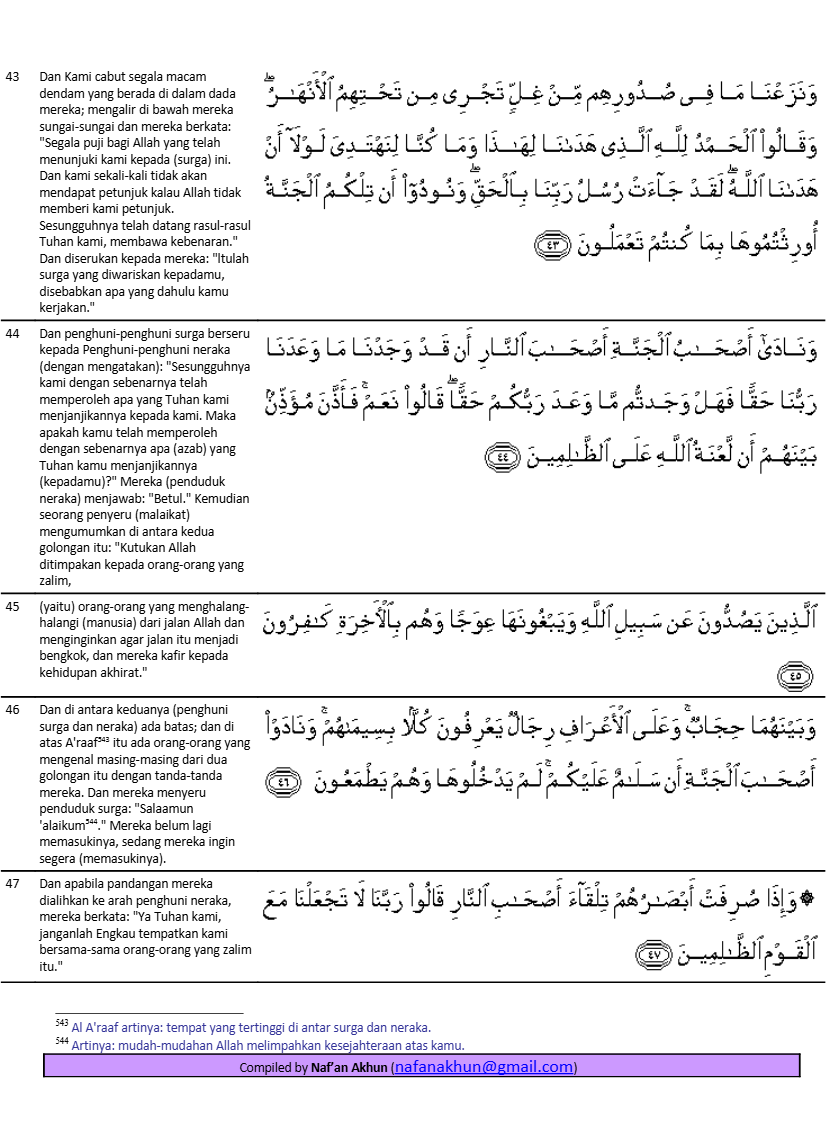 43 Dan Kami cabut segala macam
dendam yang berada di dalam dada
mereka; mengalir di bawah mereka
sungai-sungai dan mereka berkata:
"Segala puji bagi Allah yang telah
menunjuki kami kepada (surga) ini.
Dan kami sekali-kali tidak akan
mendapat petunjuk kalau Allah tidak
memberi kami petunjuk.
Sesungguhnya telah datang rasul-rasul
Tuhan kami, membawa kebenaran."
Dan diserukan kepada mereka: "Itulah
surga yang diwariskan kepadamu,
disebabkan apa yang dahulu kamu
kerjakan."
وَنَزَعْنَا مَا فِى صُدُورِهِم مِّنْ غِلٍّ تَجْرِى مِن تَحْتِهِمُ ٱلْأَنْهَـٰرُ ۖ
وَقَالُوا۟ ٱلْحَمْدُ لِلَّهِ ٱلَّذِى هَدَىٰنَا لِهَـٰذَا وَمَا كُنَّا لِنَهْتَدِىَ لَوْلَآ أَنْ
هَدَىٰنَا ٱللَّهُ ۖ لَقَدْ جَآءَتْ رُسُلُ رَبِّنَا بِٱلْحَقِّ ۖ وَنُودُوٓا۟ أَن تِلْكُمُ ٱلْجَنَّةُ
أُورِثْتُمُوهَا بِمَا كُنتُمْ تَعْمَلُونَ ٤٣
44 Dan penghuni-penghuni surga berseru
kepada Penghuni-penghuni neraka
(dengan mengatakan): "Sesungguhnya
kami dengan sebenarnya telah
memperoleh apa yang Tuhan kami
menjanjikannya kepada kami. Maka
apakah kamu telah memperoleh
dengan sebenarnya apa (azab) yang
Tuhan kamu menjanjikannya
(kepadamu)?" Mereka (penduduk
neraka) menjawab: "Betul." Kemudian
seorang penyeru (malaikat)
mengumumkan di antara kedua
golongan itu: "Kutukan Allah
ditimpakan kepada orang-orang yang
zalim,
وَنَادَىٰٓ أَصْحَـٰبُ ٱلْجَنَّةِ أَصْحَـٰبَ ٱلنَّارِ أَن قَدْ وَجَدْنَا مَا وَعَدَنَا
رَبُّنَا حَقًّا فَهَلْ وَجَدتُّم مَّا وَعَدَ رَبُّكُمْ حَقًّا ۖ قَالُوا۟ نَعَمْ ۚ فَأَذَّنَ مُؤَذِّنٌۢ
بَيْنَهُمْ أَن لَّعْنَةُ ٱللَّهِ عَلَى ٱلظَّـٰلِمِينَ ٤٤
45 (yaitu) orang-orang yang menghalang-
halangi (manusia) dari jalan Allah dan
menginginkan agar jalan itu menjadi
bengkok, dan mereka kafir kepada
kehidupan akhirat."
ٱلَّذِينَ يَصُدُّونَ عَن سَبِيلِ ٱللَّهِ وَيَبْغُونَهَا عِوَجًا وَهُم بِٱلْـَٔاخِرَةِ كَـٰفِرُونَ
٤٥
46 Dan di antara keduanya (penghuni
surga dan neraka) ada batas; dan di
atas A'raaf⁵⁴³ itu ada orang-orang yang
mengenal masing-masing dari dua
golongan itu dengan tanda-tanda
mereka. Dan mereka menyeru
penduduk surga: "Salaamun
'alaikum⁵⁴⁴." Mereka belum lagi
memasukinya, sedang mereka ingin
segera (memasukinya).
وَبَيْنَهُمَا حِجَابٌ ۚ وَعَلَى ٱلْأَعْرَافِ رِجَالٌ يَعْرِفُونَ كُلًّۢا بِسِيمَىٰهُمْ ۚ وَنَادَوْا۟
أَصْحَـٰبَ ٱلْجَنَّةِ أَن سَلَـٰمٌ عَلَيْكُمْ ۚ لَمْ يَدْخُلُوهَا وَهُمْ يَطْمَعُونَ ٤٦
47 Dan apabila pandangan mereka
dialihkan ke arah penghuni neraka,
mereka berkata: "Ya Tuhan kami,
janganlah Engkau tempatkan kami
bersama-sama orang-orang yang zalim
itu."
۞ وَإِذَا صُرِفَتْ أَبْصَـٰرُهُمْ تِلْقَآءَ أَصْحَـٰبِ ٱلنَّارِ قَالُوا۟ رَبَّنَا لَا تَجْعَلْنَا مَعَ
ٱلْقَوْمِ ٱلظَّـٰلِمِينَ ٤٧
⁵⁴³ Al A'raaf artinya: tempat yang tertinggi di antar surga dan neraka.
⁵⁴⁴ Artinya: mudah-mudahan Allah melimpahkan kesejahteraan atas kamu.
Compiled by Naf'an Akhun (nafanakhun@gmail.com)